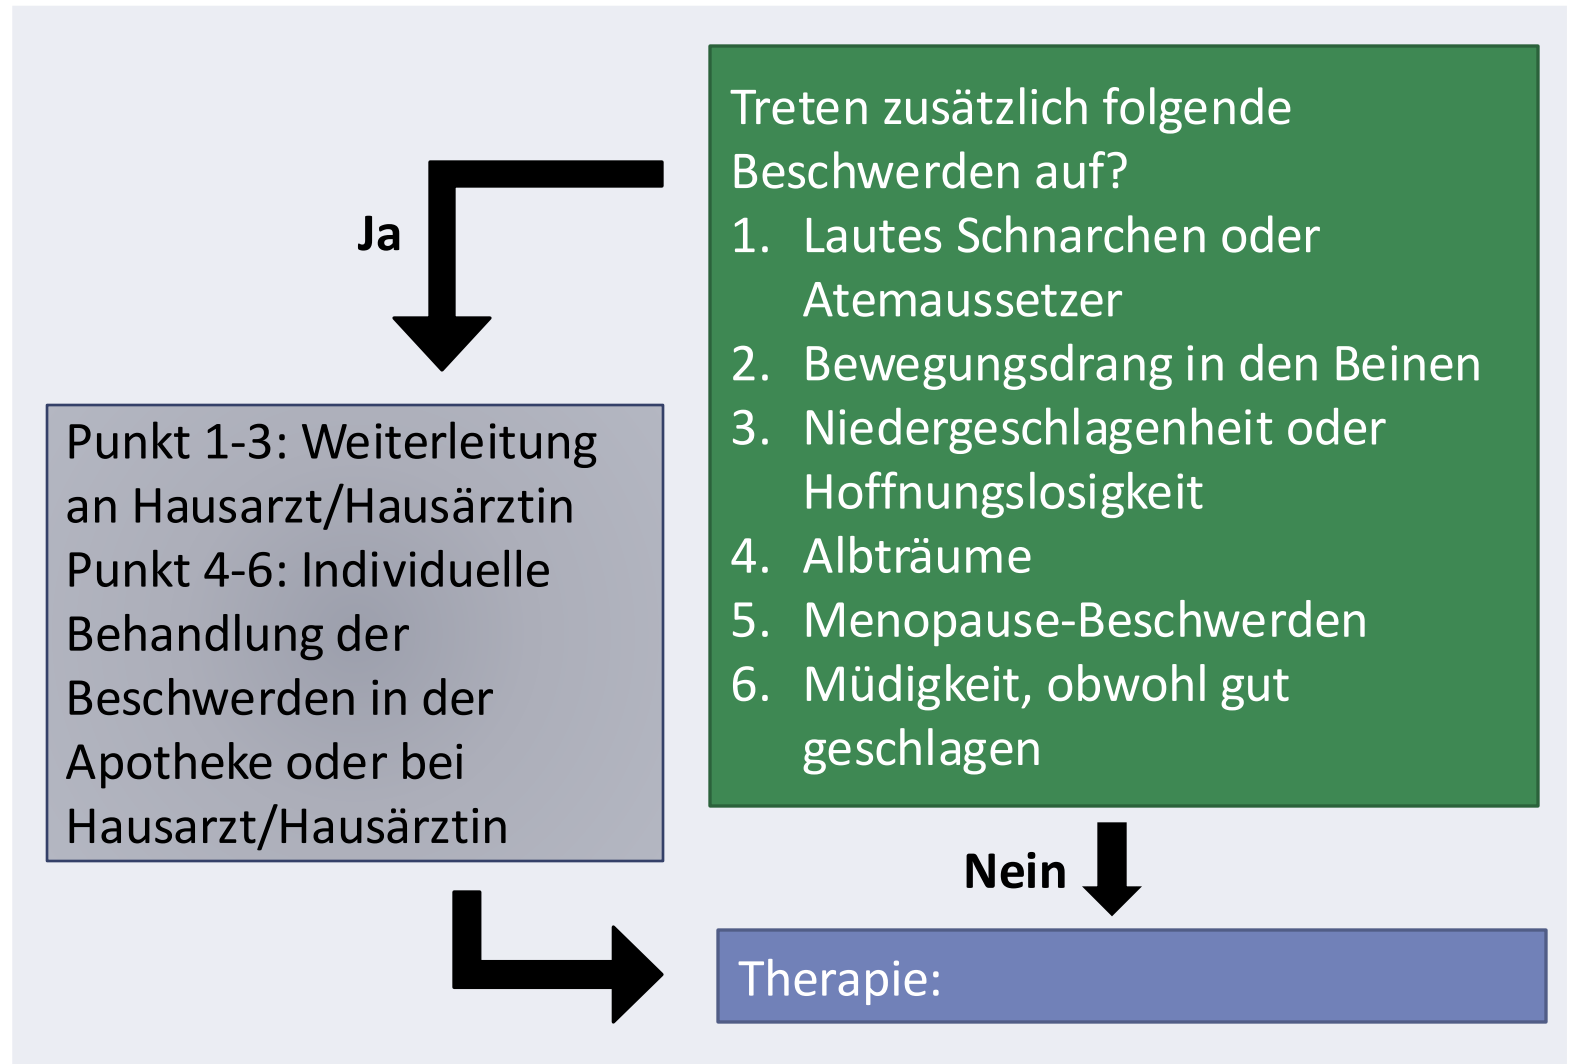 Treten zusätzlich folgende
Beschwerden auf?
1. Lautes Schnarchen oder
Atemaussetzer
2. Bewegungsdrang in den Beinen
3. Niedergeschlagenheit oder
Hoffnungslosigkeit
4. Albträume
5. Menopause-Beschwerden
6. Müdigkeit, obwohl gut
geschlagen
Ja
Punkt 1-3: Weiterleitung
an Hausarzt/Hausärztin
Punkt 4-6: Individuelle
Behandlung der
Beschwerden in der
Apotheke oder bei
Hausarzt/Hausärztin
Nein
Therapie: